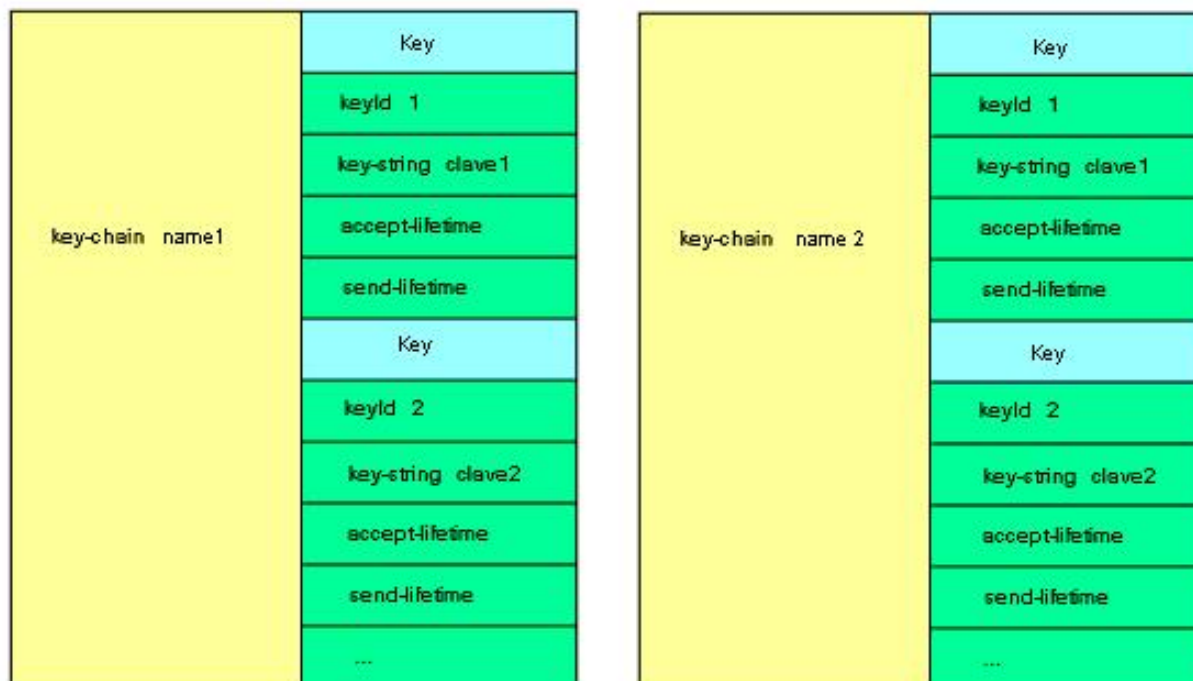 key-chain name1
Key
keyId 1
key-string clave1
accept-lifetime
send-lifetime
Key
keyId 2
key-string clave2
accept-lifetime
send-lifetime
...
key-chain name 2
Key
keyId 1
key-string clave1
accept-lifetime
send-lifetime
Key
keyId 2
key-string clave2
accept-lifetime
send-lifetime
...